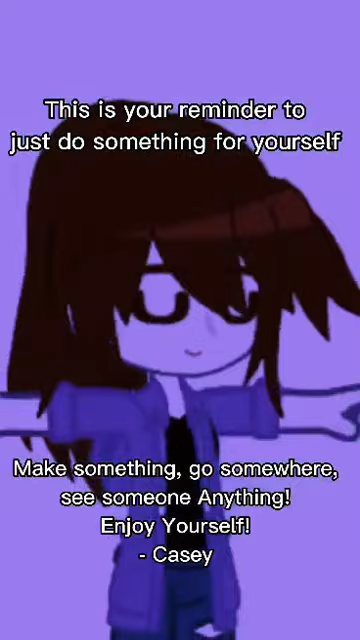 This is your reminder to
just do something for yourself
Make something, go somewhere,
see someone Anything!
Enjoy Yourself!
- Casey